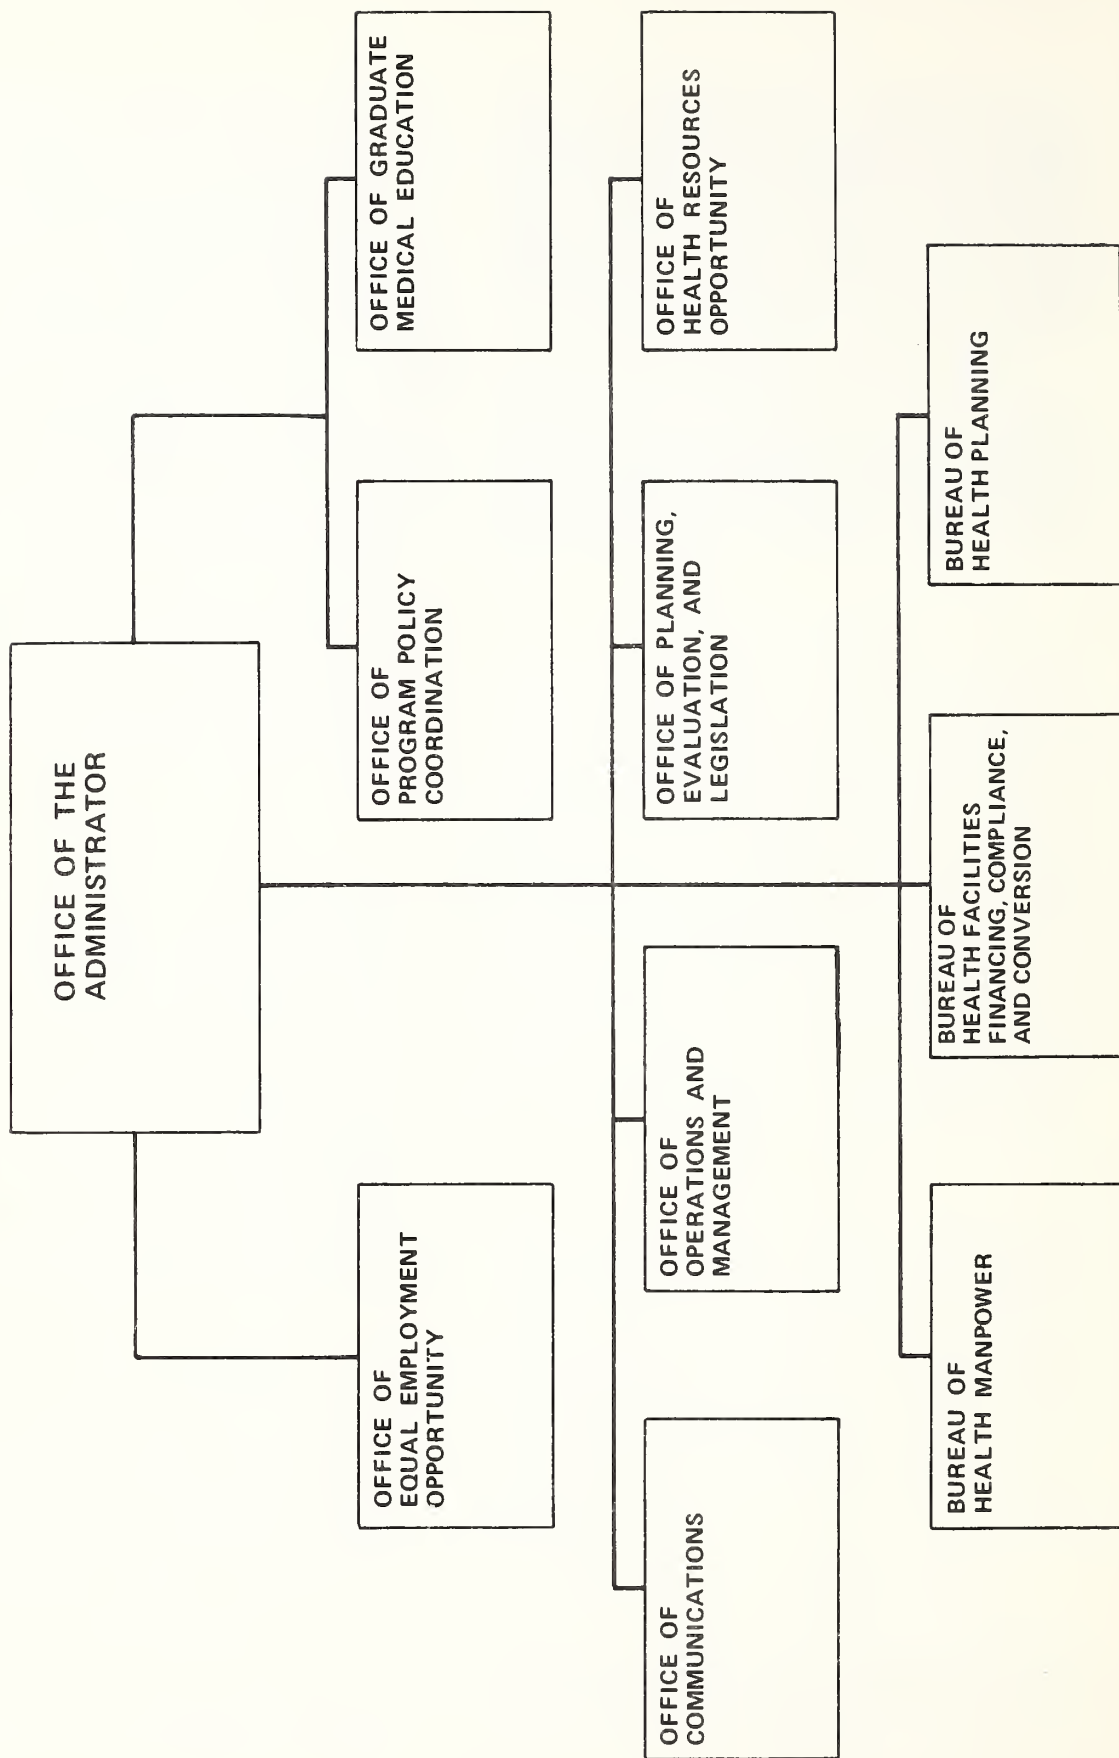 OFFICE OF THE
ADMINISTRATOR
OFFICE OF
EQUAL EMPLOYMENT
OPPORTUNITY
OFFICE OF
PROGRAM POLICY
COORDINATION
OFFICE OF GRADUATE
MEDICAL EDUCATION
OFFICE OF
COMMUNICATIONS
OFFICE OF
OPERATIONS AND
MANAGEMENT
OFFICE OF PLANNING,
EVALUATION, AND
LEGISLATION
OFFICE OF
HEALTH RESOURCES
OPPORTUNITY
BUREAU OF
HEALTH MANPOWER
BUREAU OF
HEALTH FACILITIES
FINANCING, COMPLIANCE,
AND CONVERSION
BUREAU OF
HEALTH PLANNING